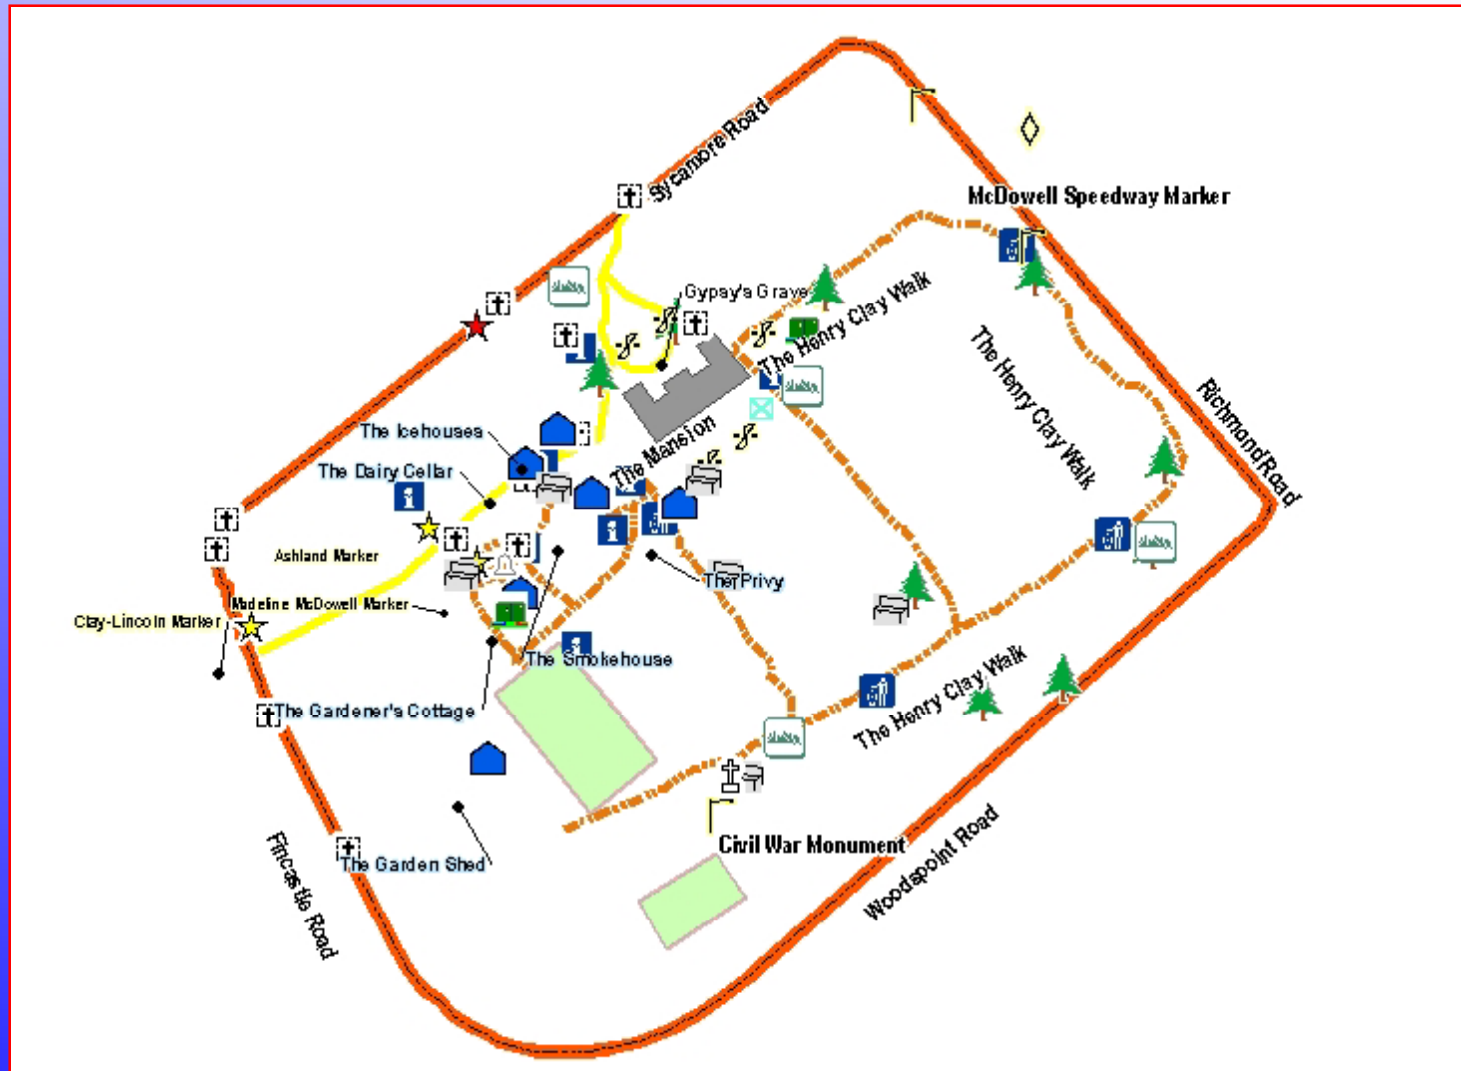 Sycamore Road
McDowell Speedway Marker
Gypsy's Grave
The Henry Clay Walk
The Henry Clay Walk
Richmond Road
The Icehouses
The Mansion
The Dairy Cellar
Ashland Marker
The Privy
Madeline McDowell Marker
Clay-Lincoln Marker
The Smokehouse
The Henry Clay Walk
The Gardener's Cottage
Civil War Monument
Woodspoint Road
The Garden Shed
Fincastle Road